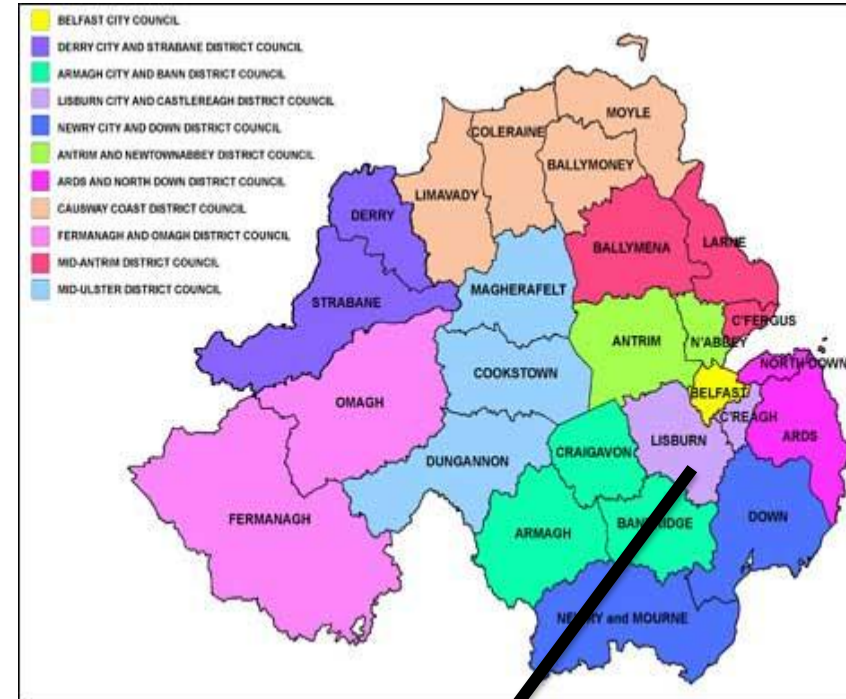 BELFAST CITY COUNCIL
DERRY CITY AND STRABANE DISTRICT COUNCIL
ARMAGH CITY AND BANN DISTRICT COUNCIL
LISBURN CITY AND CASTLEREAGH DISTRICT COUNCIL
NEWRY CITY AND DOWN DISTRICT COUNCIL
ANTRIM AND NEWTOWNABBEY DISTRICT COUNCIL
ARDS AND NORTH DOWN DISTRICT COUNCIL
CAUSWAY COAST DISTRICT COUNCIL
FERMANAGH AND OMAGH DISTRICT COUNCIL
MID-ANTRIM DISTRICT COUNCIL
MID-ULSTER DISTRICT COUNCIL
MOYLE
COLERAINE
BALLYMONEY
LIMAVADY
DERRY
BALLYMENA
LARNE
MAGHERAFELT
STRABANE
C'FERGUS
ANTRIM
N'ABBEY
NORTH DOWN
COOKSTOWN
BELFAST
OMAGH
C'REAGH
ARDS
LISBURN
CRAIGAVON
DUNGANNON
FERMANAGH
DOWN
ARMAGH
BANBRIDGE
NEWRY and MOURNE